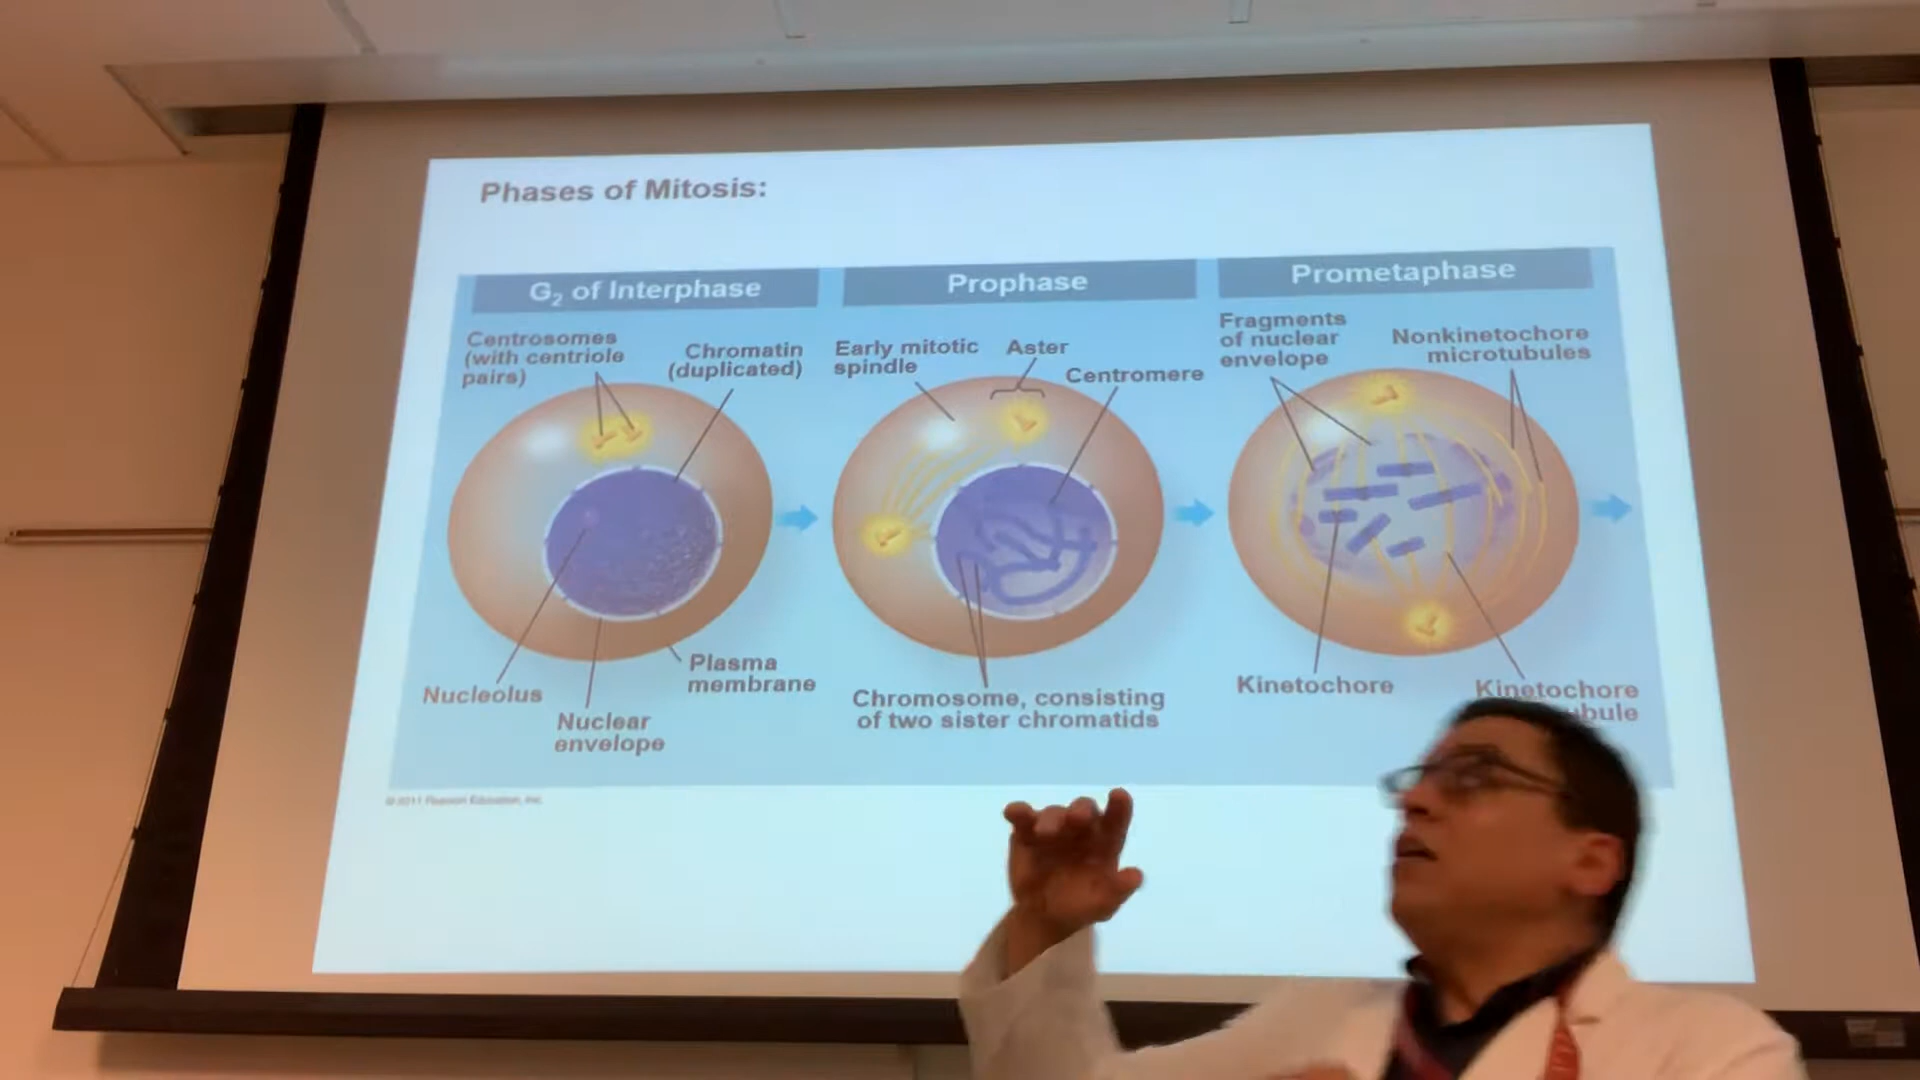 Phases of Mitosis:
G₂ of Interphase
Centrosomes
(with centriole
pairs)
Chromatin
(duplicated)
Nucleolus
Nuclear
envelope
Plasma
membrane
Prophase
Early mitotic
spindle
Aster
Centromere
Chromosome, consisting
of two sister chromatids
Prometaphase
Fragments
of nuclear
envelope
Nonkinetochore
microtubules
Kinetochore
Kinetochore
© 2011 Pearson Education, Inc.